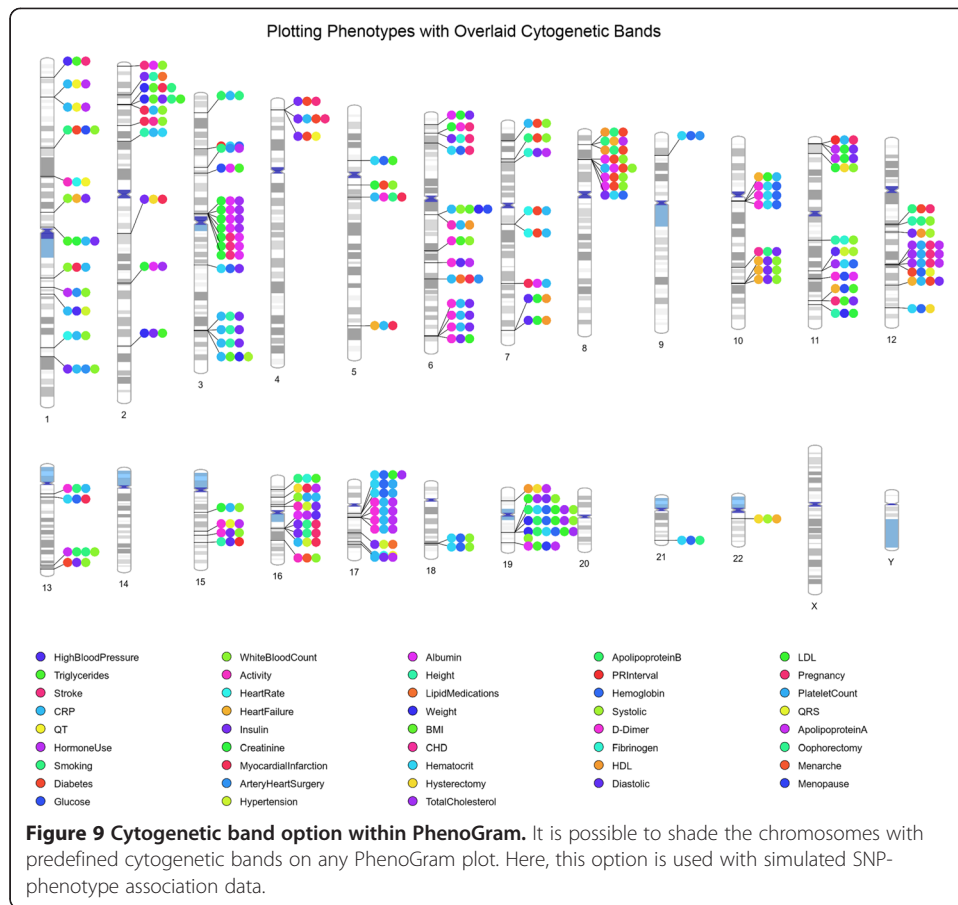 Plotting Phenotypes with Overlaid Cytogenetic Bands
1 2 3 4 5 6 7 8 9 10 11 12
13 14 15 16 17 18 19 20 21 22 X Y
HighBloodPressure WhiteBloodCount Albumin ApolipoproteinB LDL
Triglycerides Activity Height PRInterval Pregnancy
Stroke HeartRate LipidMedications Hemoglobin PlateletCount
CRP HeartFailure Weight Systolic QRS
QT Insulin BMI D-Dimer ApolipoproteinA
HormoneUse Creatinine CHD Fibrinogen Oophorectomy
Smoking MyocardialInfarction Hematocrit HDL Menarche
Diabetes ArteryHeartSurgery Hysterectomy Diastolic Menopause
Glucose Hypertension TotalCholesterol
Figure 9 Cytogenetic band option within PhenoGram. It is possible to shade the chromosomes with
predefined cytogenetic bands on any PhenoGram plot. Here, this option is used with simulated SNP-
phenotype association data.